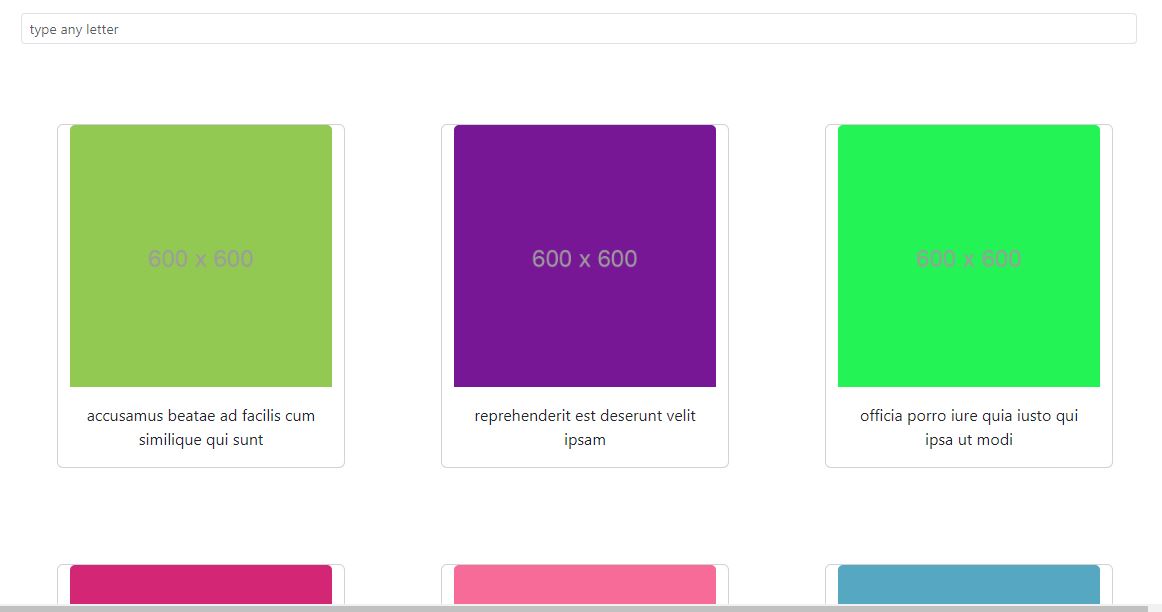 type any letter
600 x 600
600 x 600
600 x 600
accusamus beatae ad facilis cum
similique qui sunt
reprehenderit est deserunt velit
ipsam
officia porro iure quia iusto qui
ipsa ut modi